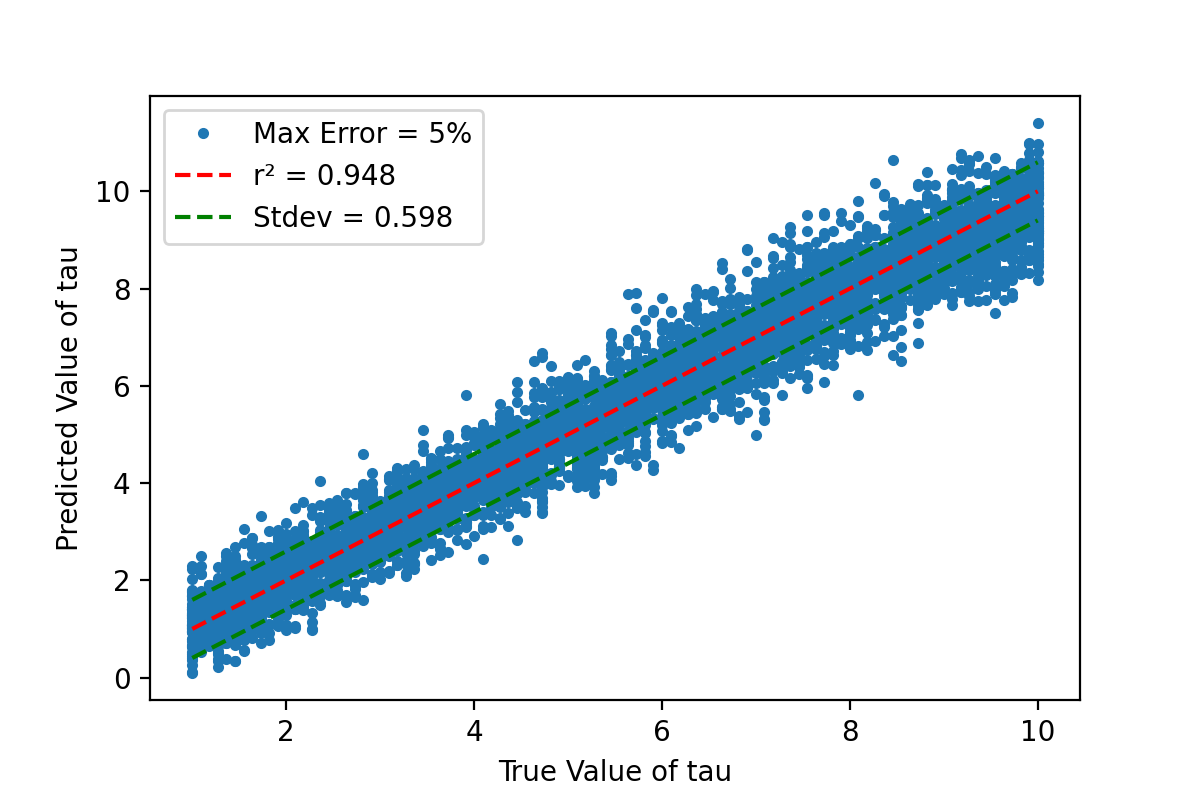 Max Error = 5%
r² = 0.948
Stdev = 0.598
10
8
6
4
2
0
Predicted Value of tau
2 4 6 8 10
True Value of tau